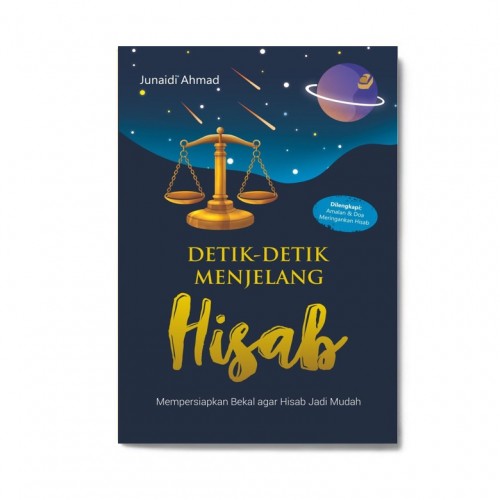 Junaidi Ahmad
Dilengkapi:
Amalan & Doa
Meringankan Hisab
DETIK-DETIK
MENJELANG
Hisab
Mempersiapkan Bekal agar Hisab Jadi Mudah